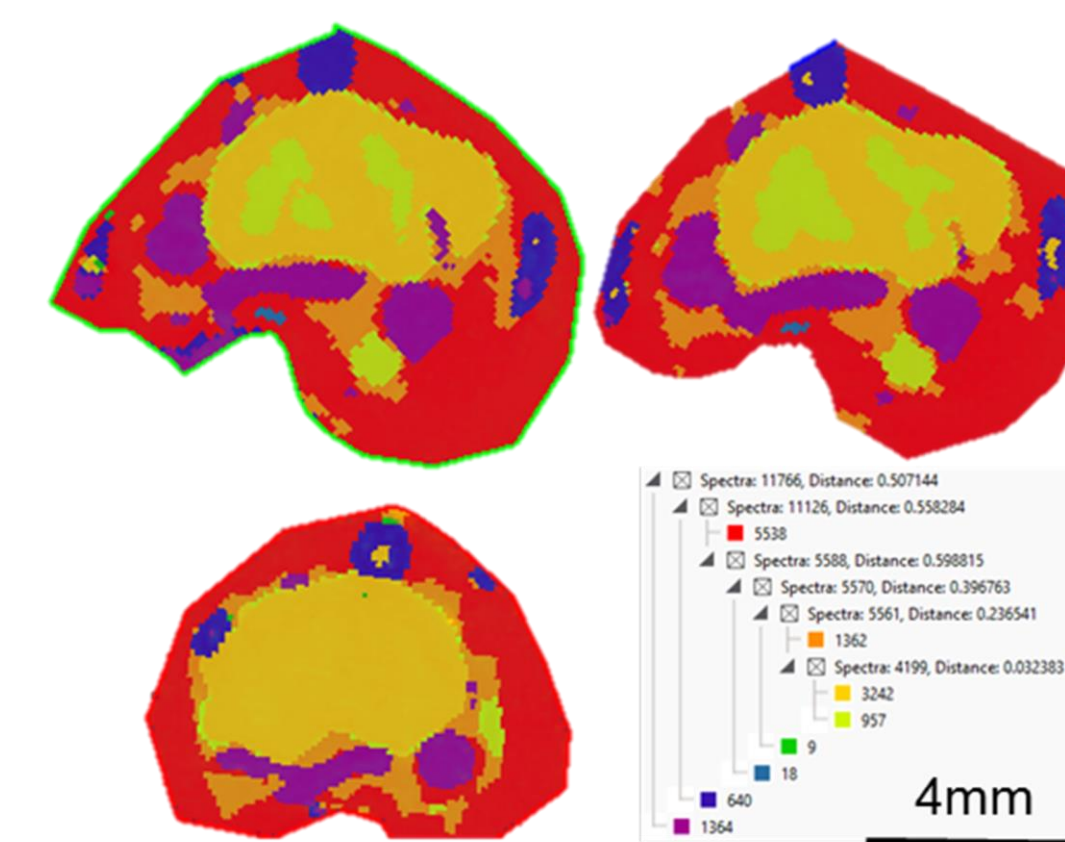 Spectra: 11766, Distance: 0.507144
Spectra: 11126, Distance: 0.558284
5538
Spectra: 5588, Distance: 0.598815
Spectra: 5570, Distance: 0.396763
Spectra: 5561, Distance: 0.236541
1362
Spectra: 4199, Distance: 0.032383
3242
957
9
18
640
1364
4mm